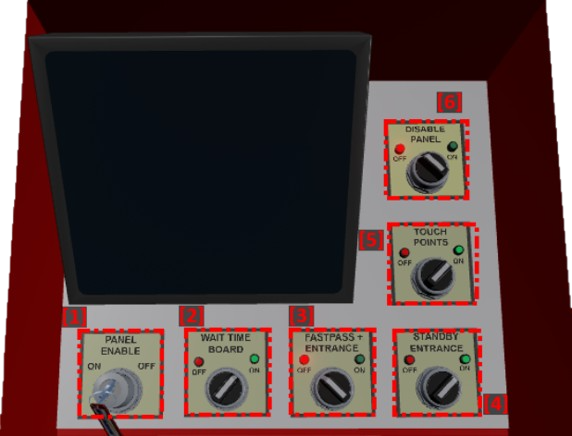 [6]
DISABLE
PANEL
OFF
ON
[5]
TOUCH
POINTS
OFF
ON
[1]
PANEL
ENABLE
ON
OFF
[2]
WAIT TIME
BOARD
OFF
ON
[3]
FASTPASS +
ENTRANCE
OFF
ON
STANDBY
ENTRANCE
OFF
ON
[4]